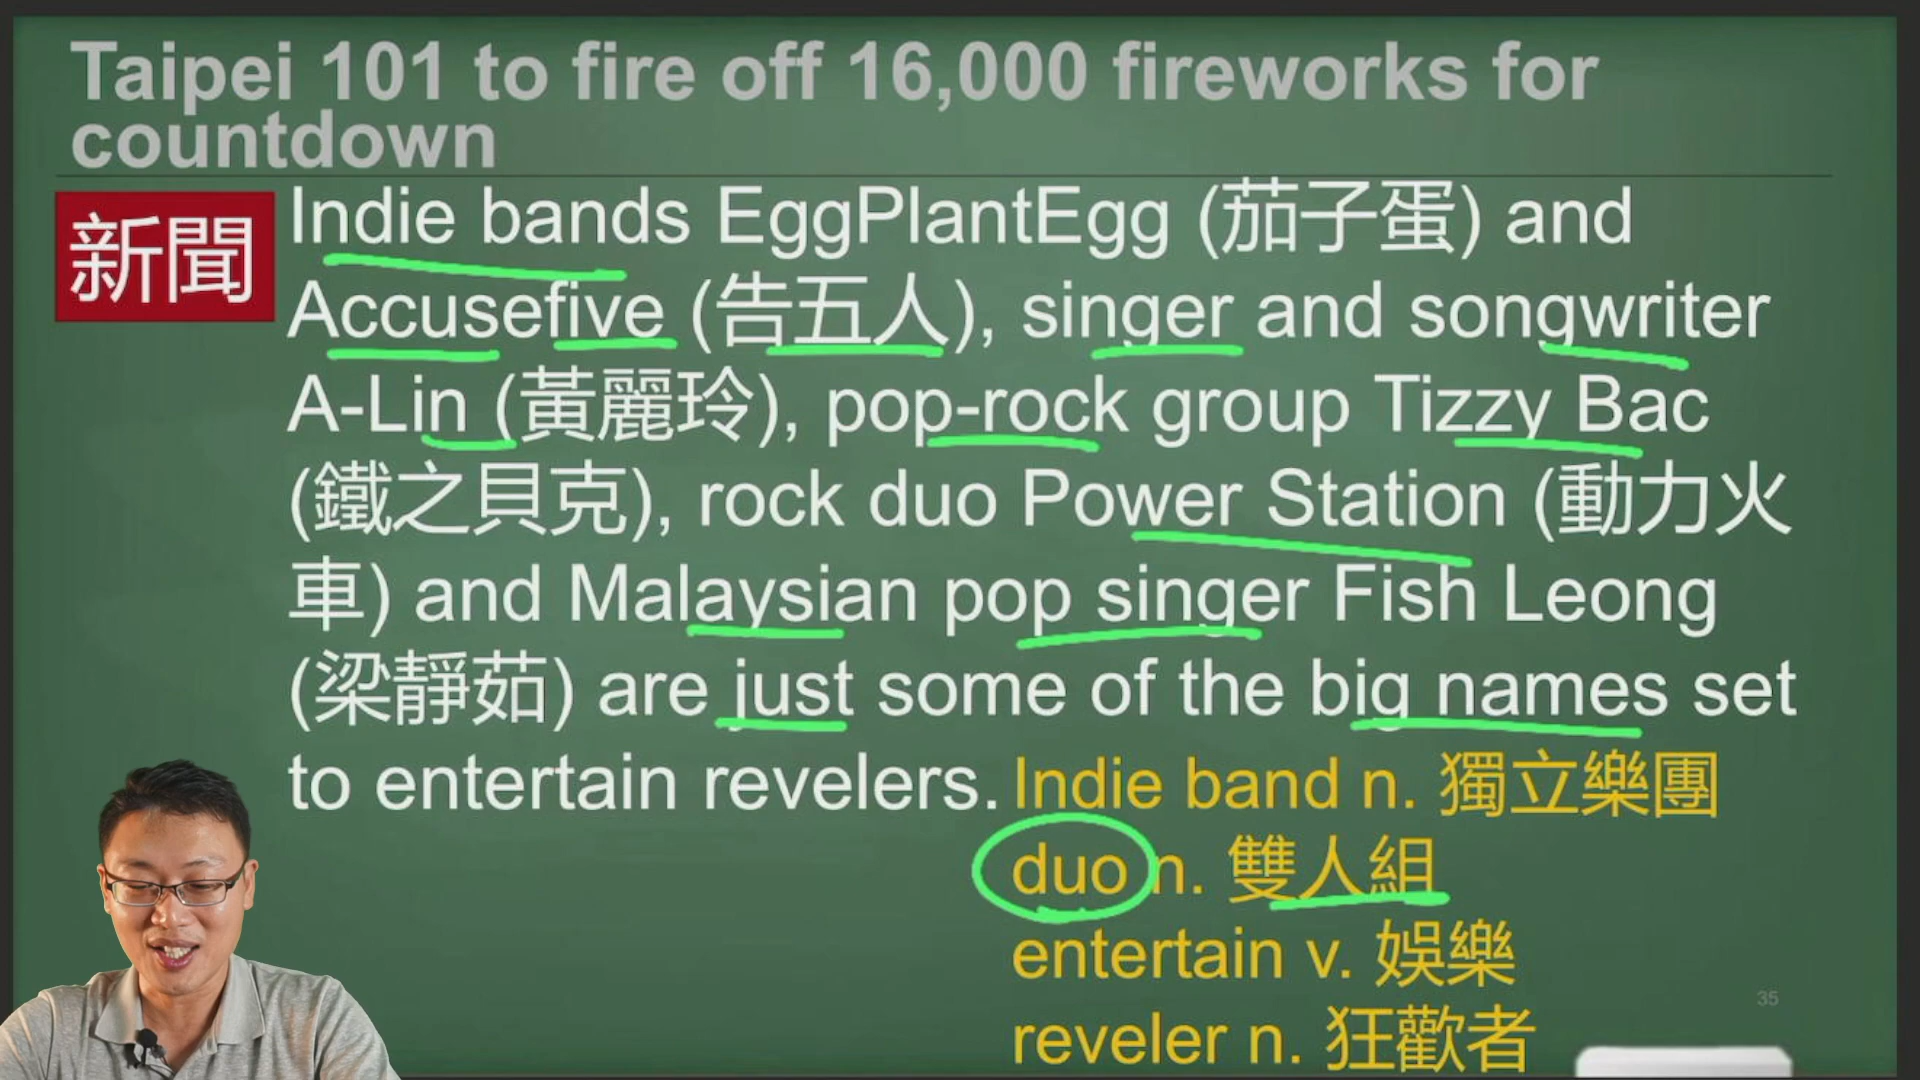 Taipei 101 to fire off 16,000 fireworks for
countdown
新聞
Indie bands EggPlantEgg (茄子蛋) and
Accusefive (告五人), singer and songwriter
A-Lin (黃麗玲), pop-rock group Tizzy Bac
(鐵之貝克), rock duo Power Station (動力火
車) and Malaysian pop singer Fish Leong
(梁靜茹) are just some of the big names set
to entertain revelers.
Indie band n. 獨立樂團
duo n. 雙人組
entertain v. 娛樂
reveler n. 狂歡者
35